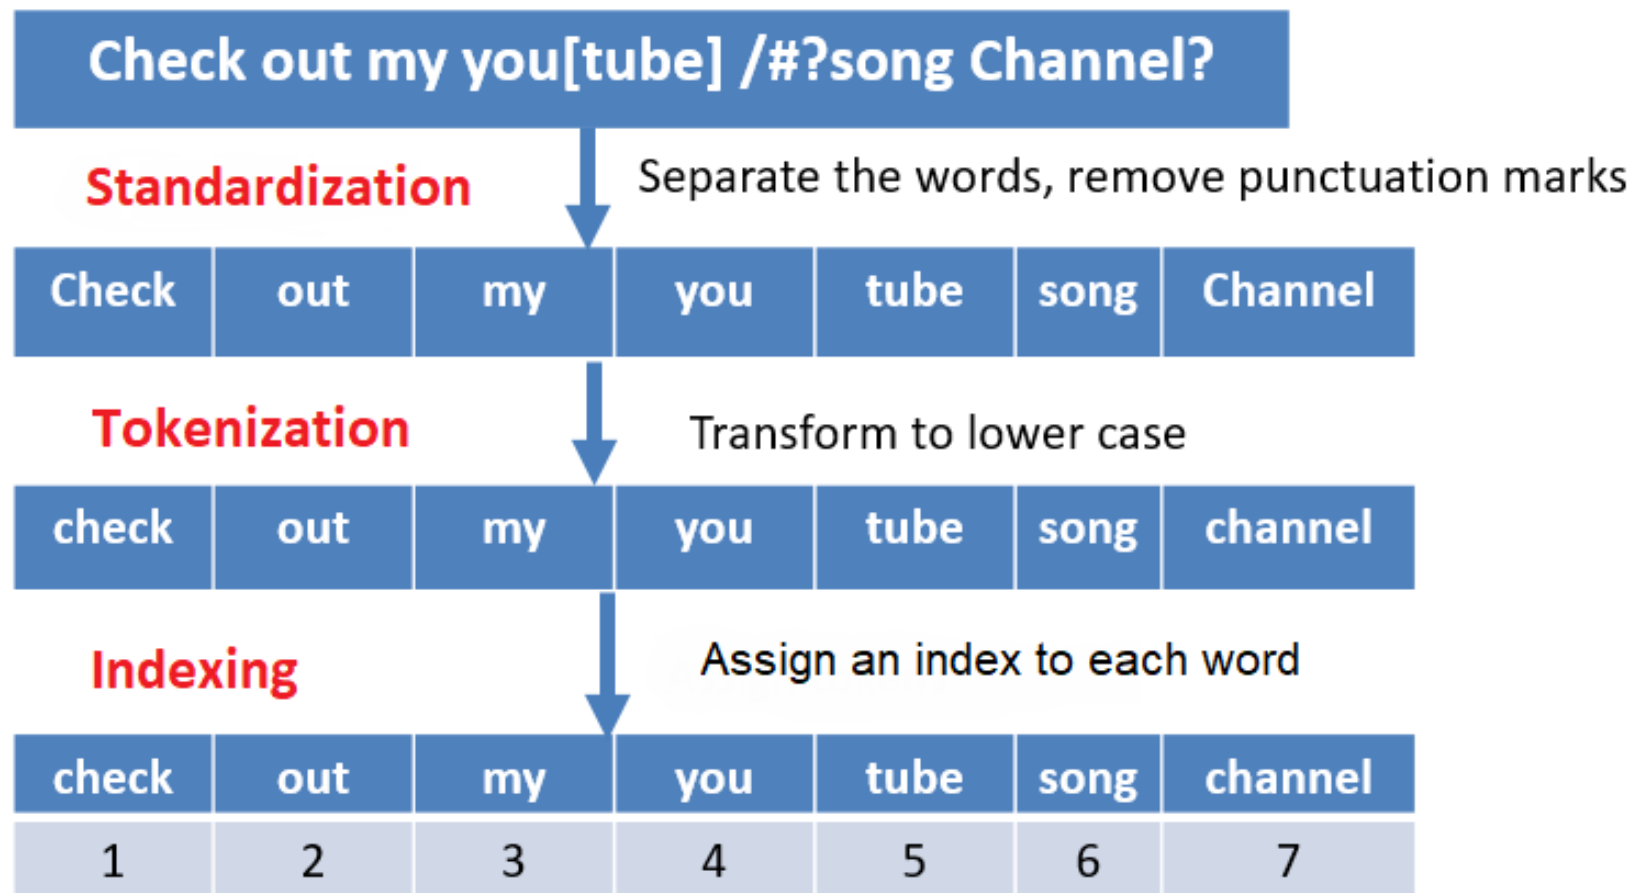 Check out my you[tube] /#?song Channel?
Standardization
Separate the words, remove punctuation marks
Check out my you tube song Channel
Tokenization
Transform to lower case
check out my you tube song channel
Indexing
Assign an index to each word
check out my you tube song channel
1 2 3 4 5 6 7